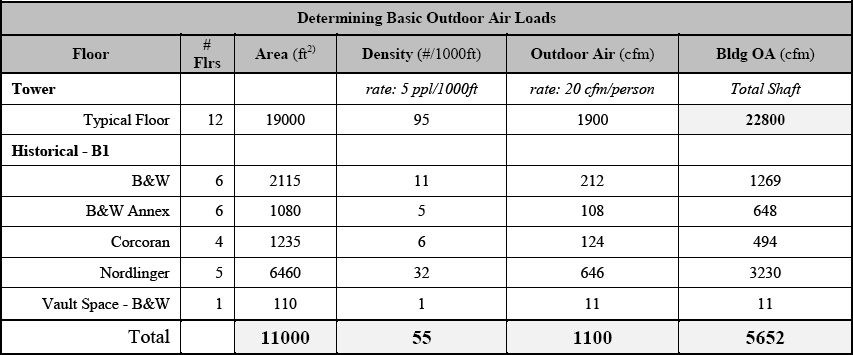 Determining Basic Outdoor Air Loads
Floor # Flrs Area (ft2) Density (#/1000ft) Outdoor Air (cfm) Bldg OA (cfm)
Tower rate: 5 ppl/1000ft rate: 20 cfm/person Total Shaft
Typical Floor 12 19000 95 1900 22800
Historical - B1
B&W 6 2115 11 212 1269
B&W Annex 6 1080 5 108 648
Corcoran 4 1235 6 124 494
Nordlinger 5 6460 32 646 3230
Vault Space - B&W 1 110 1 11 11
Total 11000 55 1100 5652